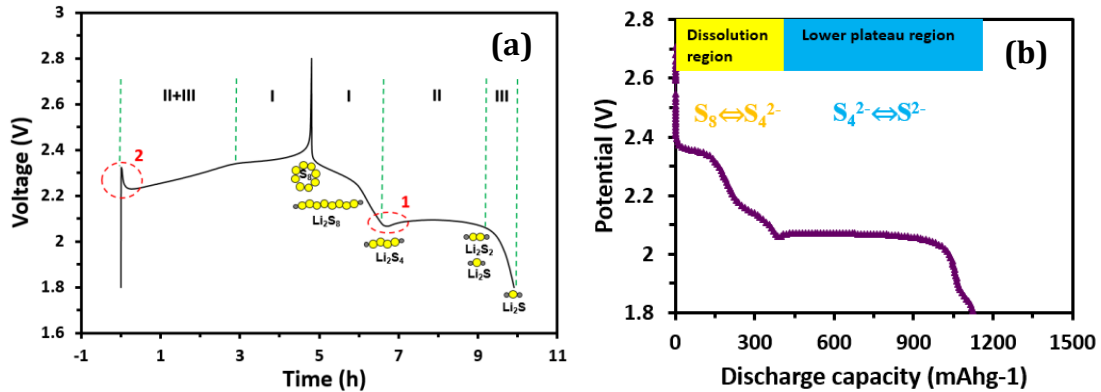 (a)
Voltage (V)
3
2.8
2.6
2.4
2.2
2
1.8
1.6
II+III
I
I
II
III
2
1
S8
Li2S8
Li2S4
Li2S2
Li2S
Li2S
-1
1
3
5
7
9
11
Time (h)
(b)
Dissolution
region
Lower plateau region
S8⇔S4²⁻
S4²⁻⇔S²⁻
Potential (V)
2.8
2.6
2.4
2.2
2.0
1.8
0
300
600
900
1200
1500
Discharge capacity (mAhg-1)